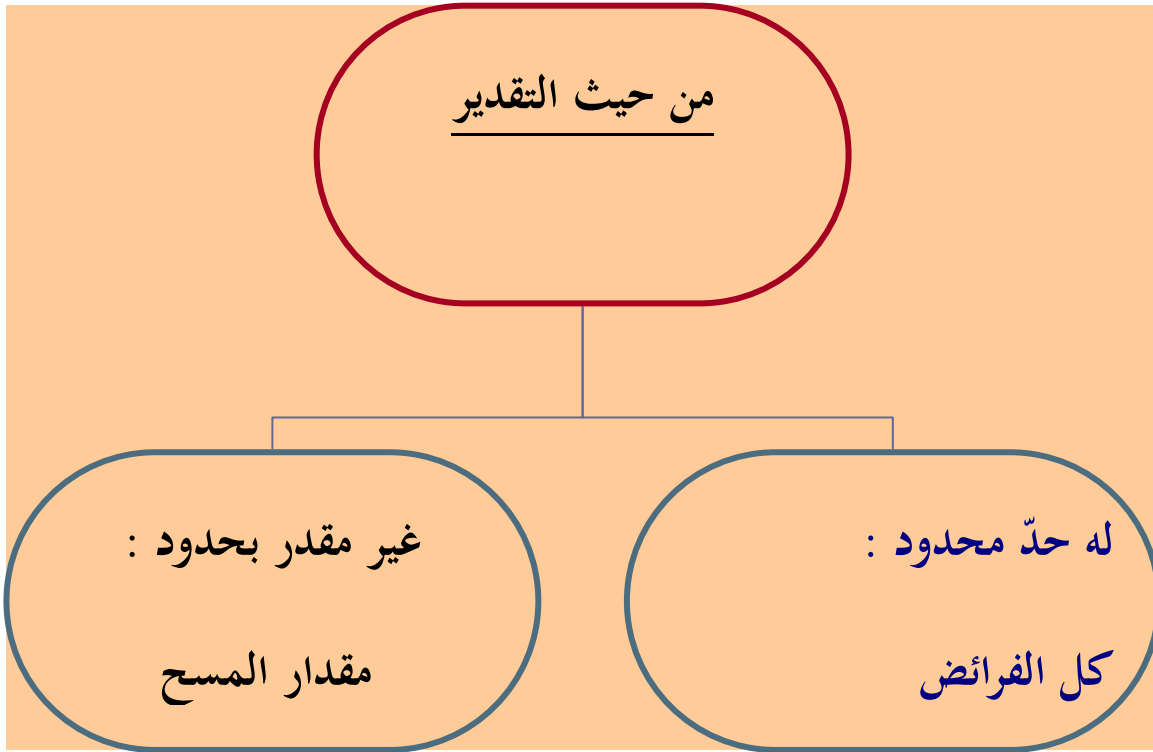 من حيث التقدير
له حدّ محدود :
كل الفرائض
غير مقدر بحدود :
مقدار المسح